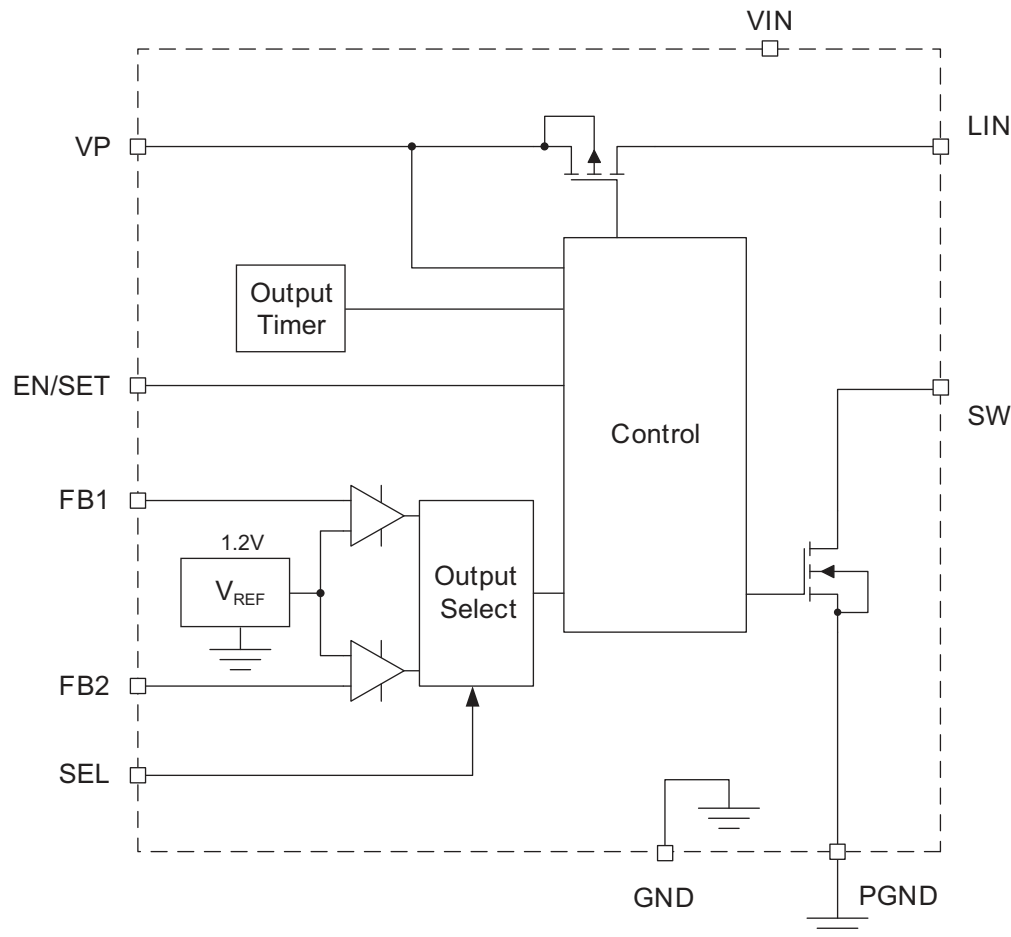 VIN
VP
LIN
Output
Timer
EN/SET
SW
Control
FB1
1.2V
VREF
Output
Select
FB2
SEL
GND
PGND